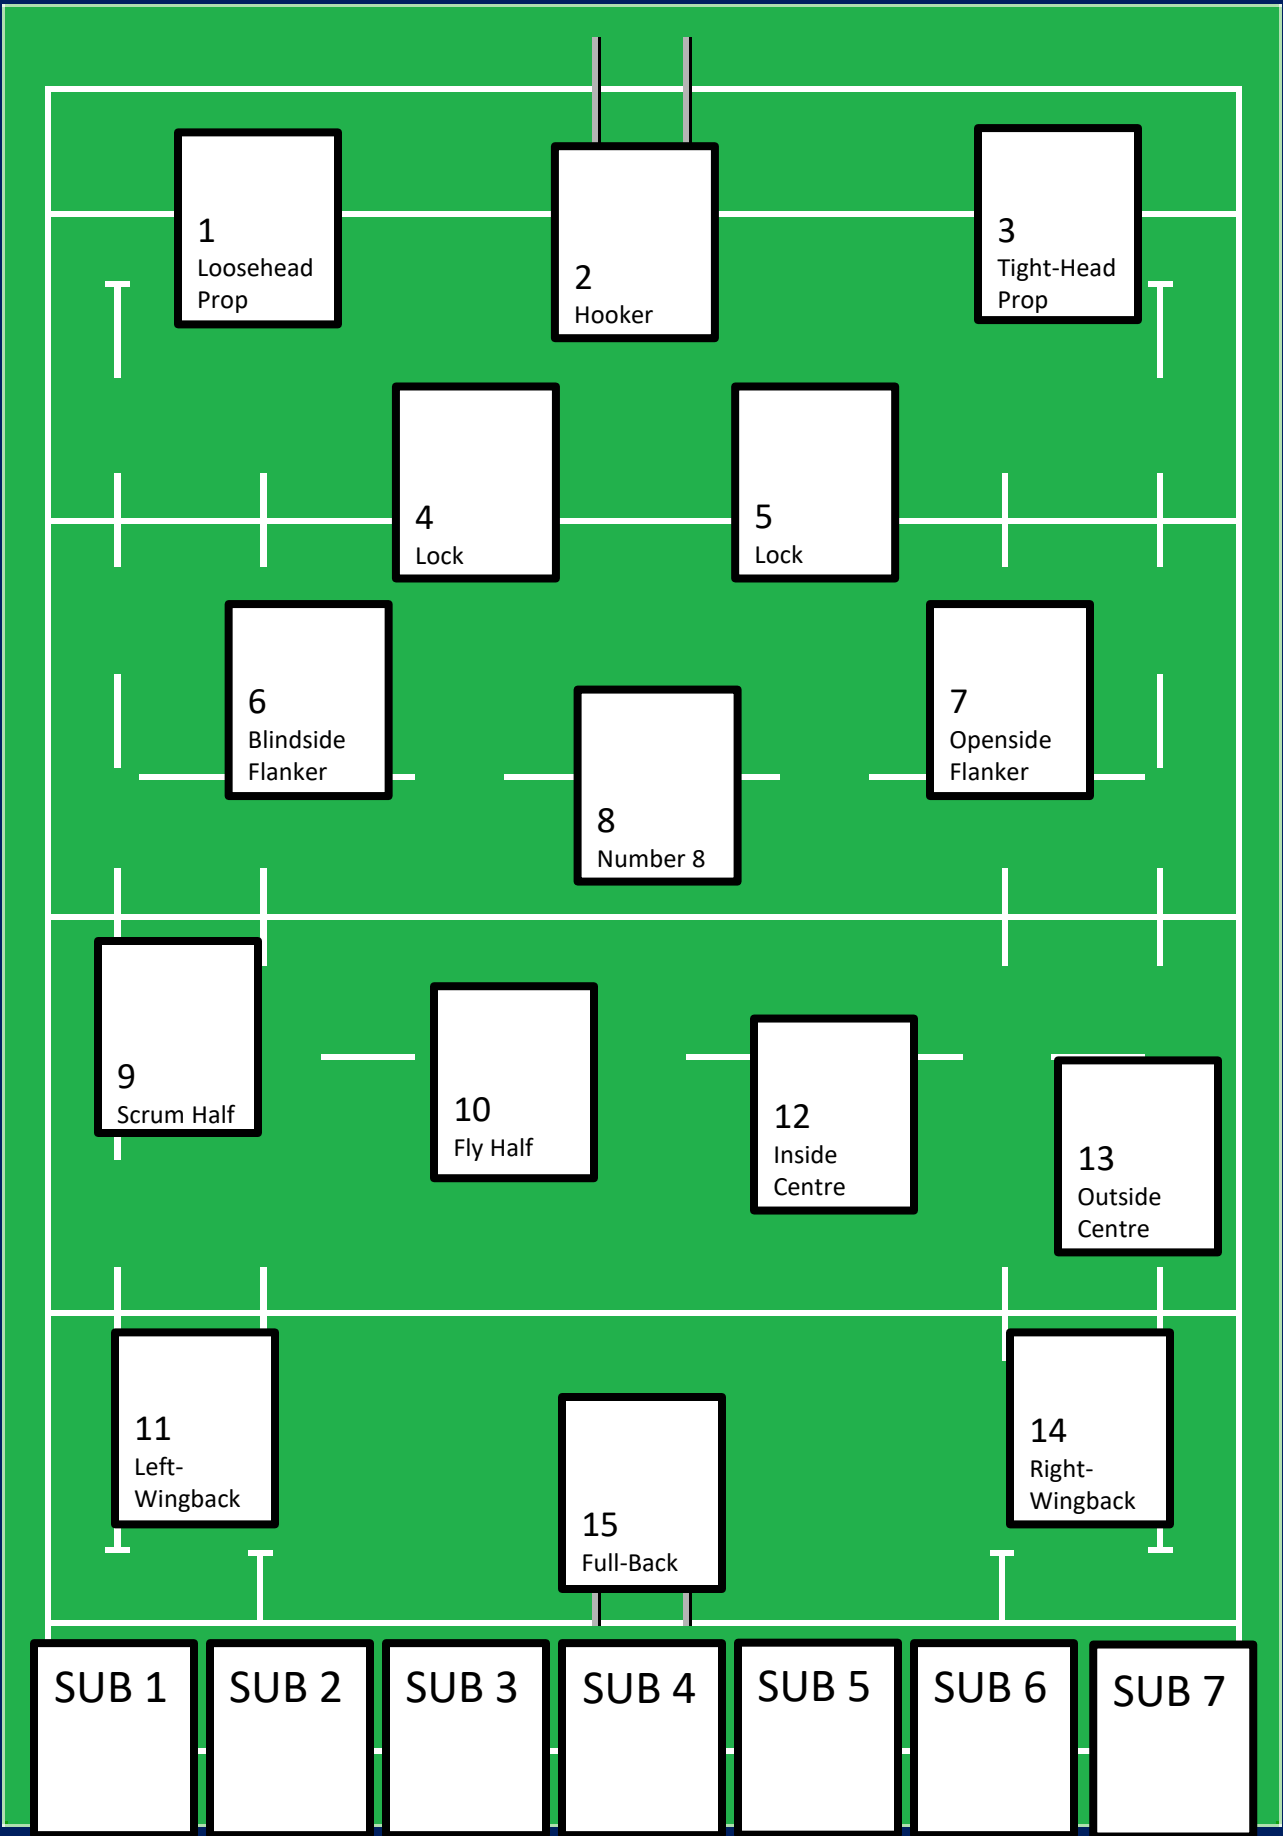 1
Loosehead
Prop
2
Hooker
3
Tight-Head
Prop
4
Lock
5
Lock
6
Blindside
Flanker
7
Openside
Flanker
8
Number 8
9
Scrum Half
10
Fly Half
12
Inside
Centre
13
Outside
Centre
11
Left-
Wingback
14
Right-
Wingback
15
Full-Back
SUB 1
SUB 2
SUB 3
SUB 4
SUB 5
SUB 6
SUB 7